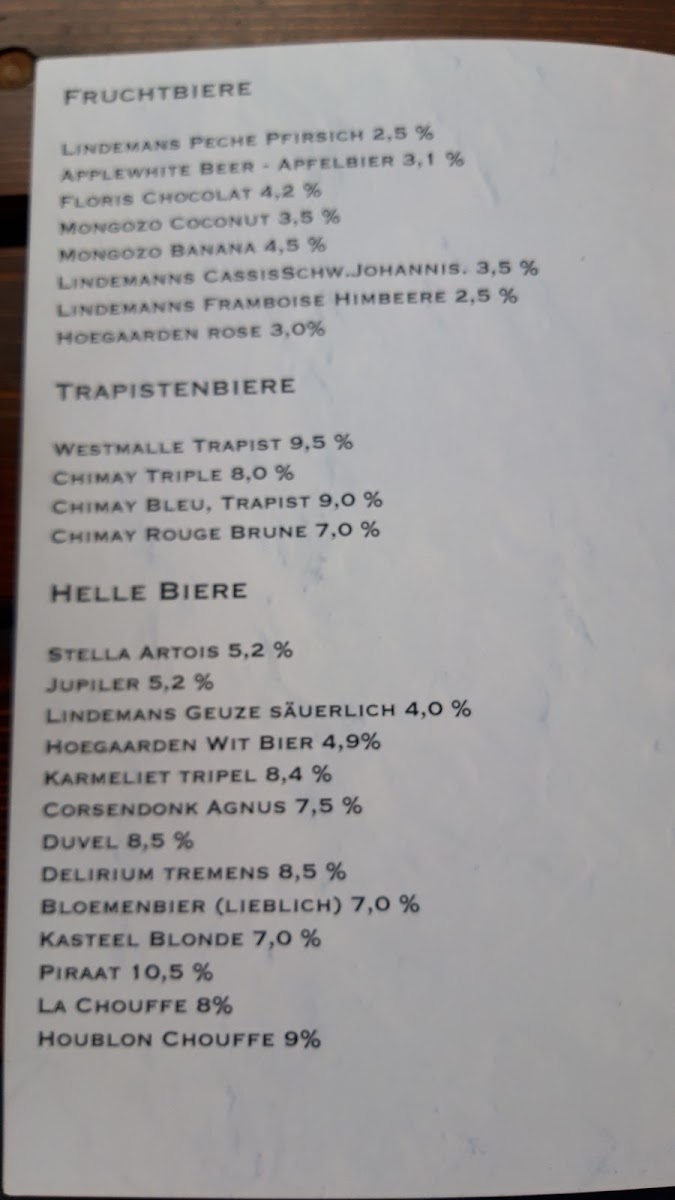 FRUCHTBIERE
LINDEMANS PECHE PFIRSICH 2,5 %
APPLEWHITE BEER - APFELBIER 3,1 %
FLORIS CHOCOLAT 4,2 %
MONGOZO COCONUT 3,5 %
MONGOZO BANANA 4,5 %
LINDEMANNS CASSISSCHW.JOHANNIS. 3,5 %
LINDEMANNS FRAMBOISE HIMBEERE 2,5 %
HOEGAARDEN ROSE 3,0%
TRAPISTENBIERE
WESTMALLE TRAPIST 9,5 %
CHIMAY TRIPLE 8,0 %
CHIMAY BLEU, TRAPIST 9,0 %
CHIMAY ROUGE BRUNE 7,0 %
HELLE BIERE
STELLA ARTOIS 5,2 %
JUPILER 5,2 %
LINDEMANS GEUZE SÄUERLICH 4,0 %
HOEGAARDEN WIT BIER 4,9%
KARMELIET TRIPEL 8,4 %
CORSENDONK AGNUS 7,5 %
DUVEL 8,5 %
DELIRIUM TREMENS 8,5 %
BLOEMENBIER (LIEBLICH) 7,0 %
KASTEEL BLONDE 7,0 %
PIRAAT 10,5 %
LA CHOUFFE 8%
HOUBLON CHOUFFE 9%